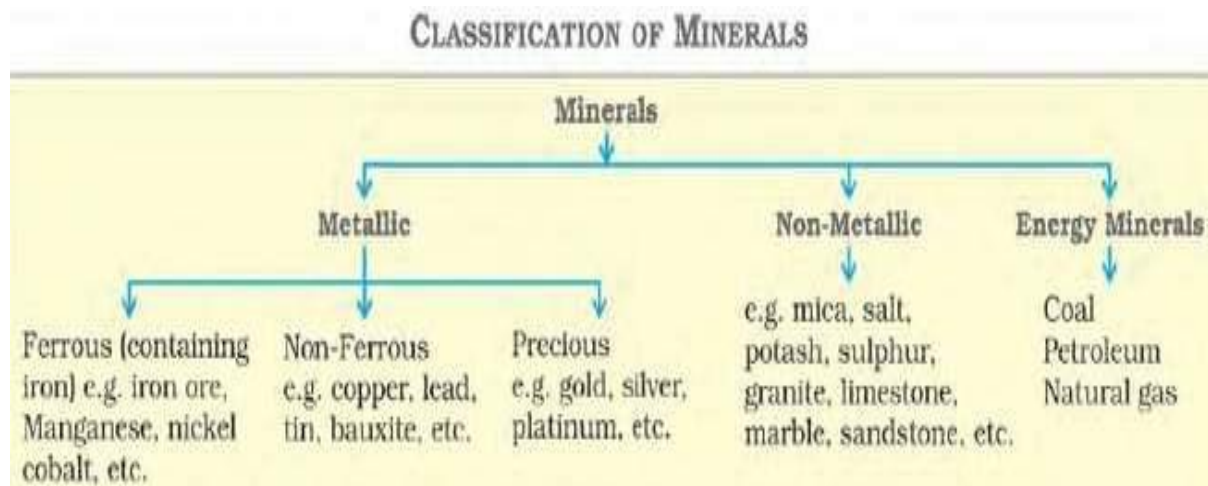 CLASSIFICATION OF MINERALS
Minerals
Metallic
Non-Metallic
Energy Minerals
Ferrous (containing
iron) e.g. iron ore,
Manganese, nickel
cobalt, etc.
Non-Ferrous
e.g. copper, lead,
tin, bauxite, etc.
Precious
e.g. gold, silver,
platinum, etc.
e.g. mica, salt,
potash, sulphur,
granite, limestone,
marble, sandstone, etc.
Coal
Petroleum
Natural gas